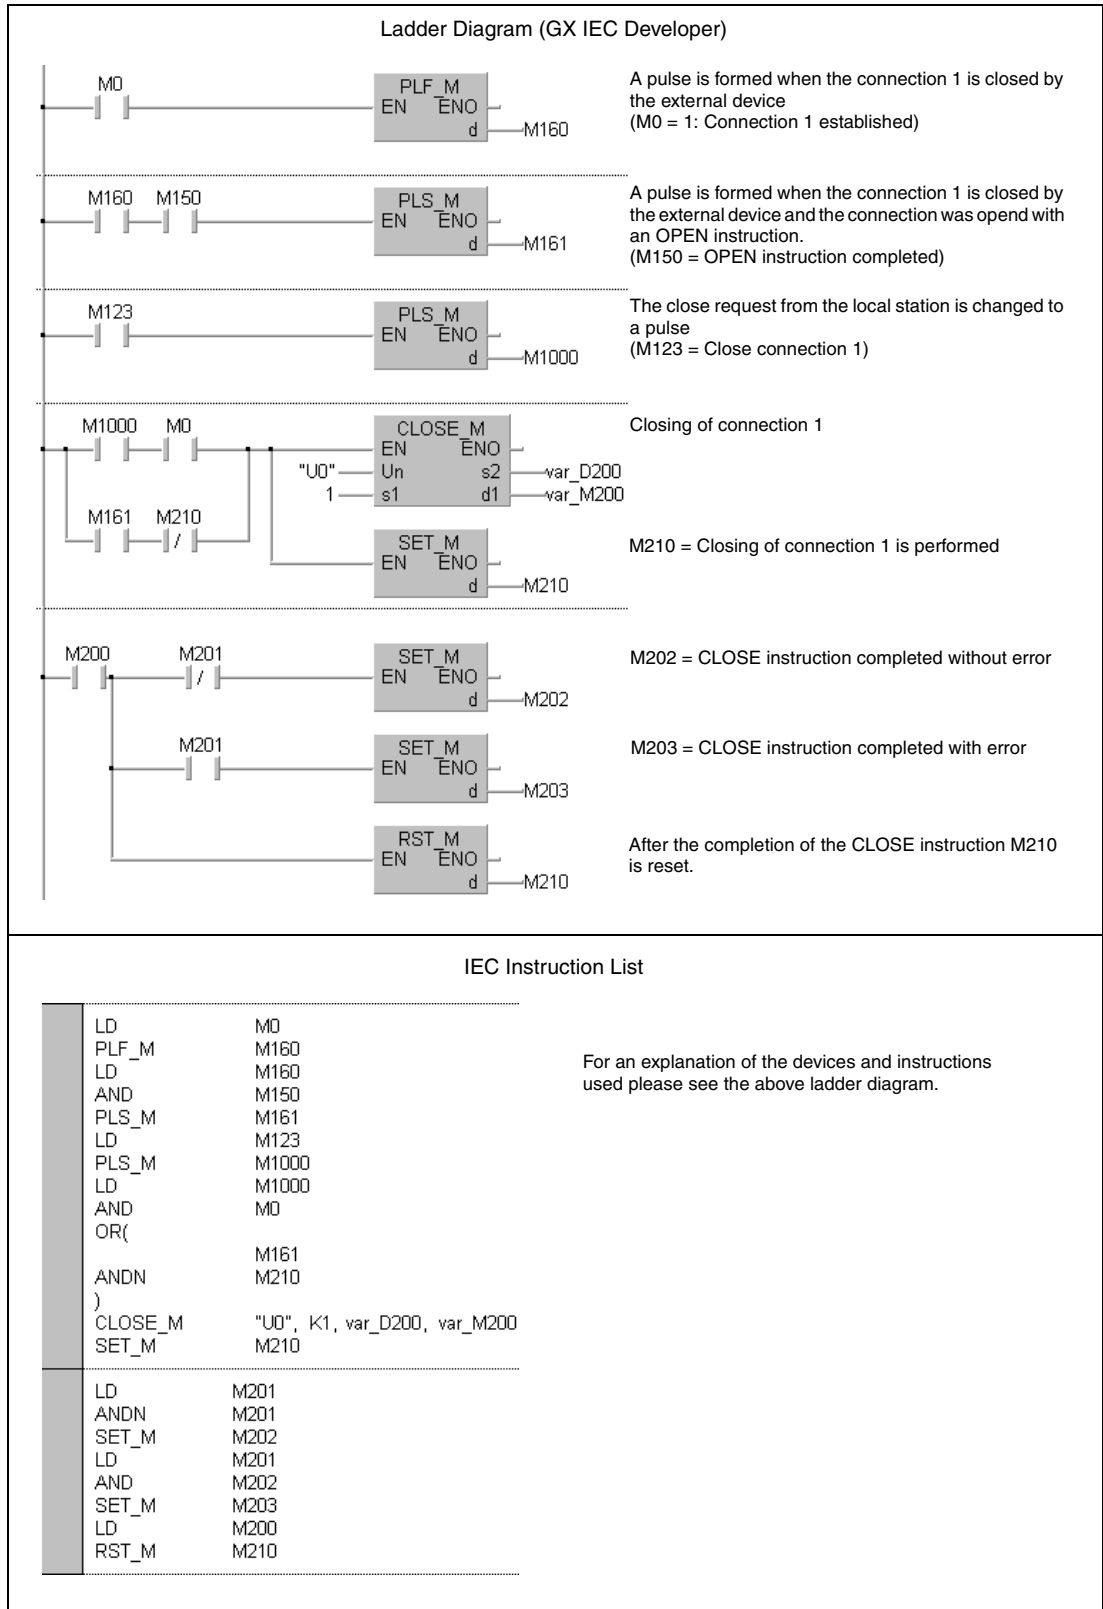 Ladder Diagram (GX IEC Developer)
M0
PLF_M
EN ENO
d M160
A pulse is formed when the connection 1 is closed by
the external device
(M0 = 1: Connection 1 established)
M160 M150
PLS_M
EN ENO
d M161
A pulse is formed when the connection 1 is closed by
the external device and the connection was opend with
an OPEN instruction.
(M150 = OPEN instruction completed)
M123
PLS_M
EN ENO
d M1000
The close request from the local station is changed to
a pulse
(M123 = Close connection 1)
M1000 M0
CLOSE_M
EN ENO
"U0" Un s2 var_D200
1 s1 d1 var_M200
Closing of connection 1
M161 M210
/
SET_M
EN ENO
d M210
M210 = Closing of connection 1 is performed
M200 M201
/
SET_M
EN ENO
d M202
M202 = CLOSE instruction completed without error
M201
SET_M
EN ENO
d M203
M203 = CLOSE instruction completed with error
RST_M
EN ENO
d M210
After the completion of the CLOSE instruction M210
is reset.
IEC Instruction List
LD M0
PLF_M M160
LD M160
AND M150
PLS_M M161
LD M123
PLS_M M1000
LD M1000
AND M0
OR(
M161
ANDN M210
)
CLOSE_M "U0", K1, var_D200, var_M200
SET_M M210
LD M201
ANDN M201
SET_M M202
LD M201
AND M202
SET_M M203
LD M200
RST_M M210
For an explanation of the devices and instructions
used please see the above ladder diagram.